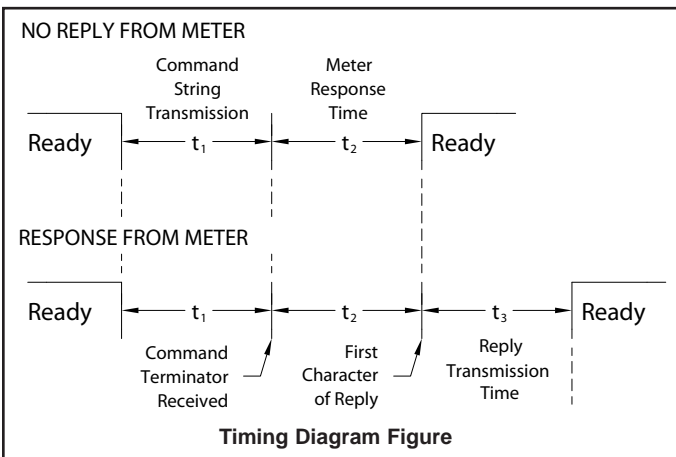 NO REPLY FROM METER
Command
String
Transmission
Meter
Response
Time
Ready
t₁
t₂
Ready
RESPONSE FROM METER
Ready
t₁
t₂
t₃
Ready
Command
Terminator
Received
First
Character
of Reply
Reply
Transmission
Time
Timing Diagram Figure